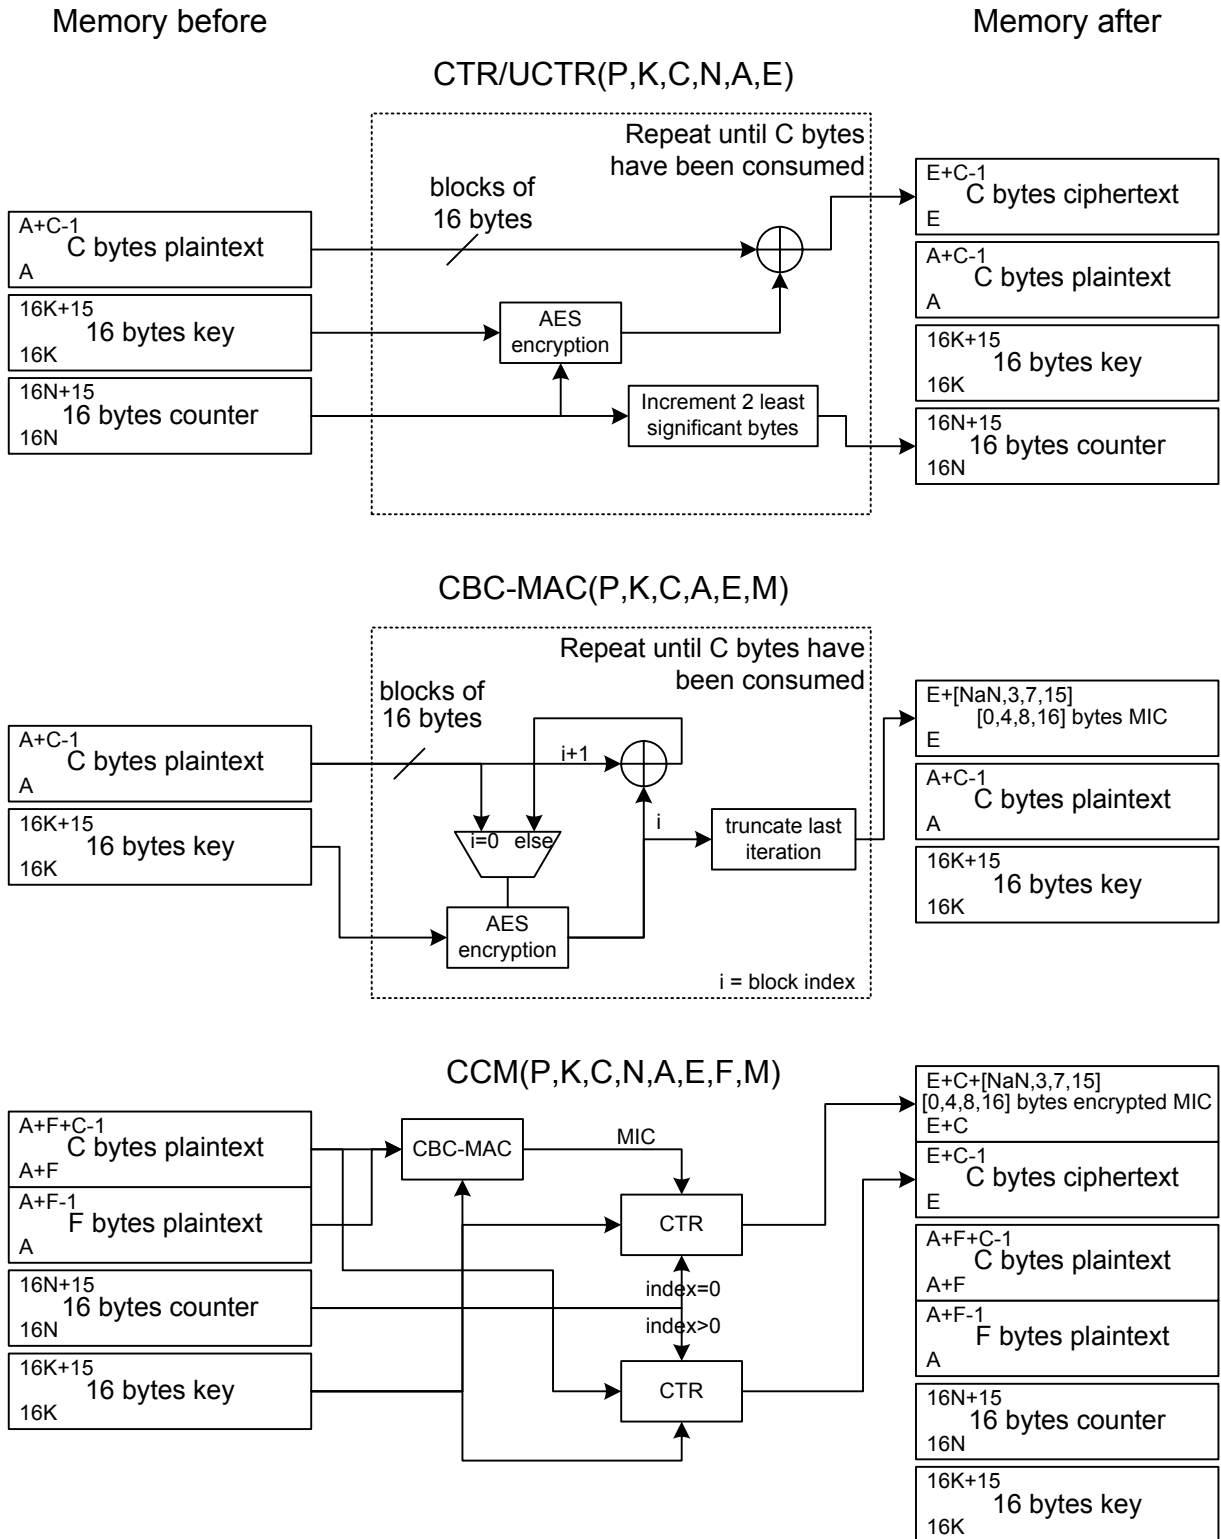 Memory before
Memory after
CTR/UCTR(P,K,C,N,A,E)
Repeat until C bytes
have been consumed
blocks of
16 bytes
A+C-1
C bytes plaintext
A
16K+15
16 bytes key
16K
16N+15
16 bytes counter
16N
AES
encryption
Increment 2 least
significant bytes
E+C-1
C bytes ciphertext
E
A+C-1
C bytes plaintext
A
16K+15
16 bytes key
16K
16N+15
16 bytes counter
16N
CBC-MAC(P,K,C,A,E,M)
Repeat until C bytes have
been consumed
blocks of
16 bytes
A+C-1
C bytes plaintext
A
16K+15
16 bytes key
16K
i+1
i=0 else
i
AES
encryption
truncate last
iteration
i = block index
E+[NaN,3,7,15]
[0,4,8,16] bytes MIC
E
A+C-1
C bytes plaintext
A
16K+15
16 bytes key
16K
CCM(P,K,C,N,A,E,F,M)
A+F+C-1
C bytes plaintext
A+F
A+F-1
F bytes plaintext
A
16N+15
16 bytes counter
16N
16K+15
16 bytes key
16K
CBC-MAC
MIC
CTR
index=0
index>0
CTR
E+C+[NaN,3,7,15]
[0,4,8,16] bytes encrypted MIC
E+C
E+C-1
C bytes ciphertext
E
A+F+C-1
C bytes plaintext
A+F
A+F-1
F bytes plaintext
A
16N+15
16 bytes counter
16N
16K+15
16 bytes key
16K